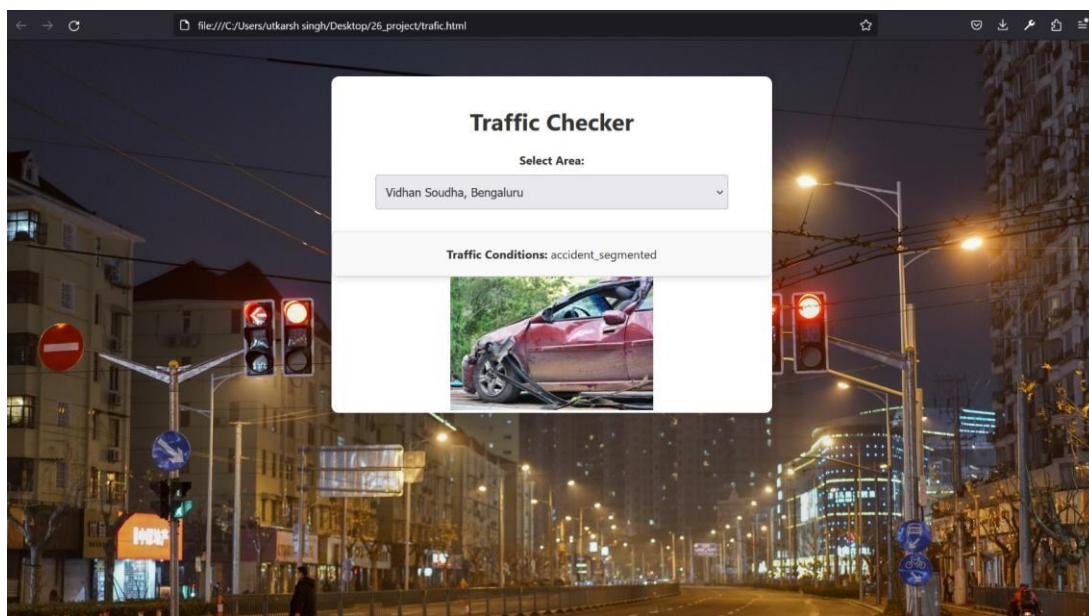 file:///C:/Users/utkarsh singh/Desktop/26_project/trafic.html
Traffic Checker
Select Area:
Vidhan Soudha, Bengaluru
Traffic Conditions: accident_segmented